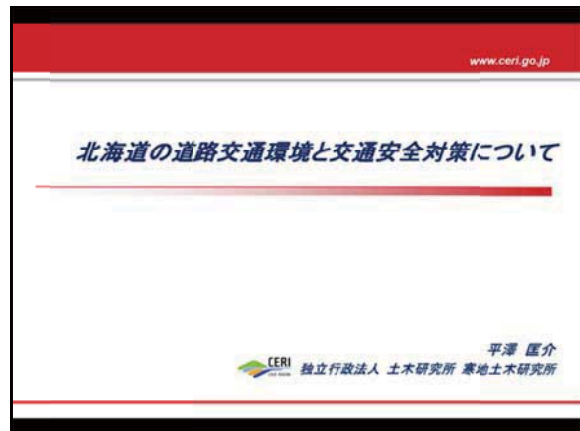 www.ceri.go.jp
北海道の道路交通環境と交通安全対策について
平澤 匡介
CERI
独立行政法人 土木研究所 寒地土木研究所